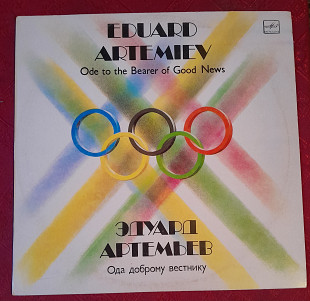 EDUARD
ARTEMIEV
Ode to the Bearer of Good News
ЭДУАРД
АРТЕМЬЕВ
Ода доброму вестнику